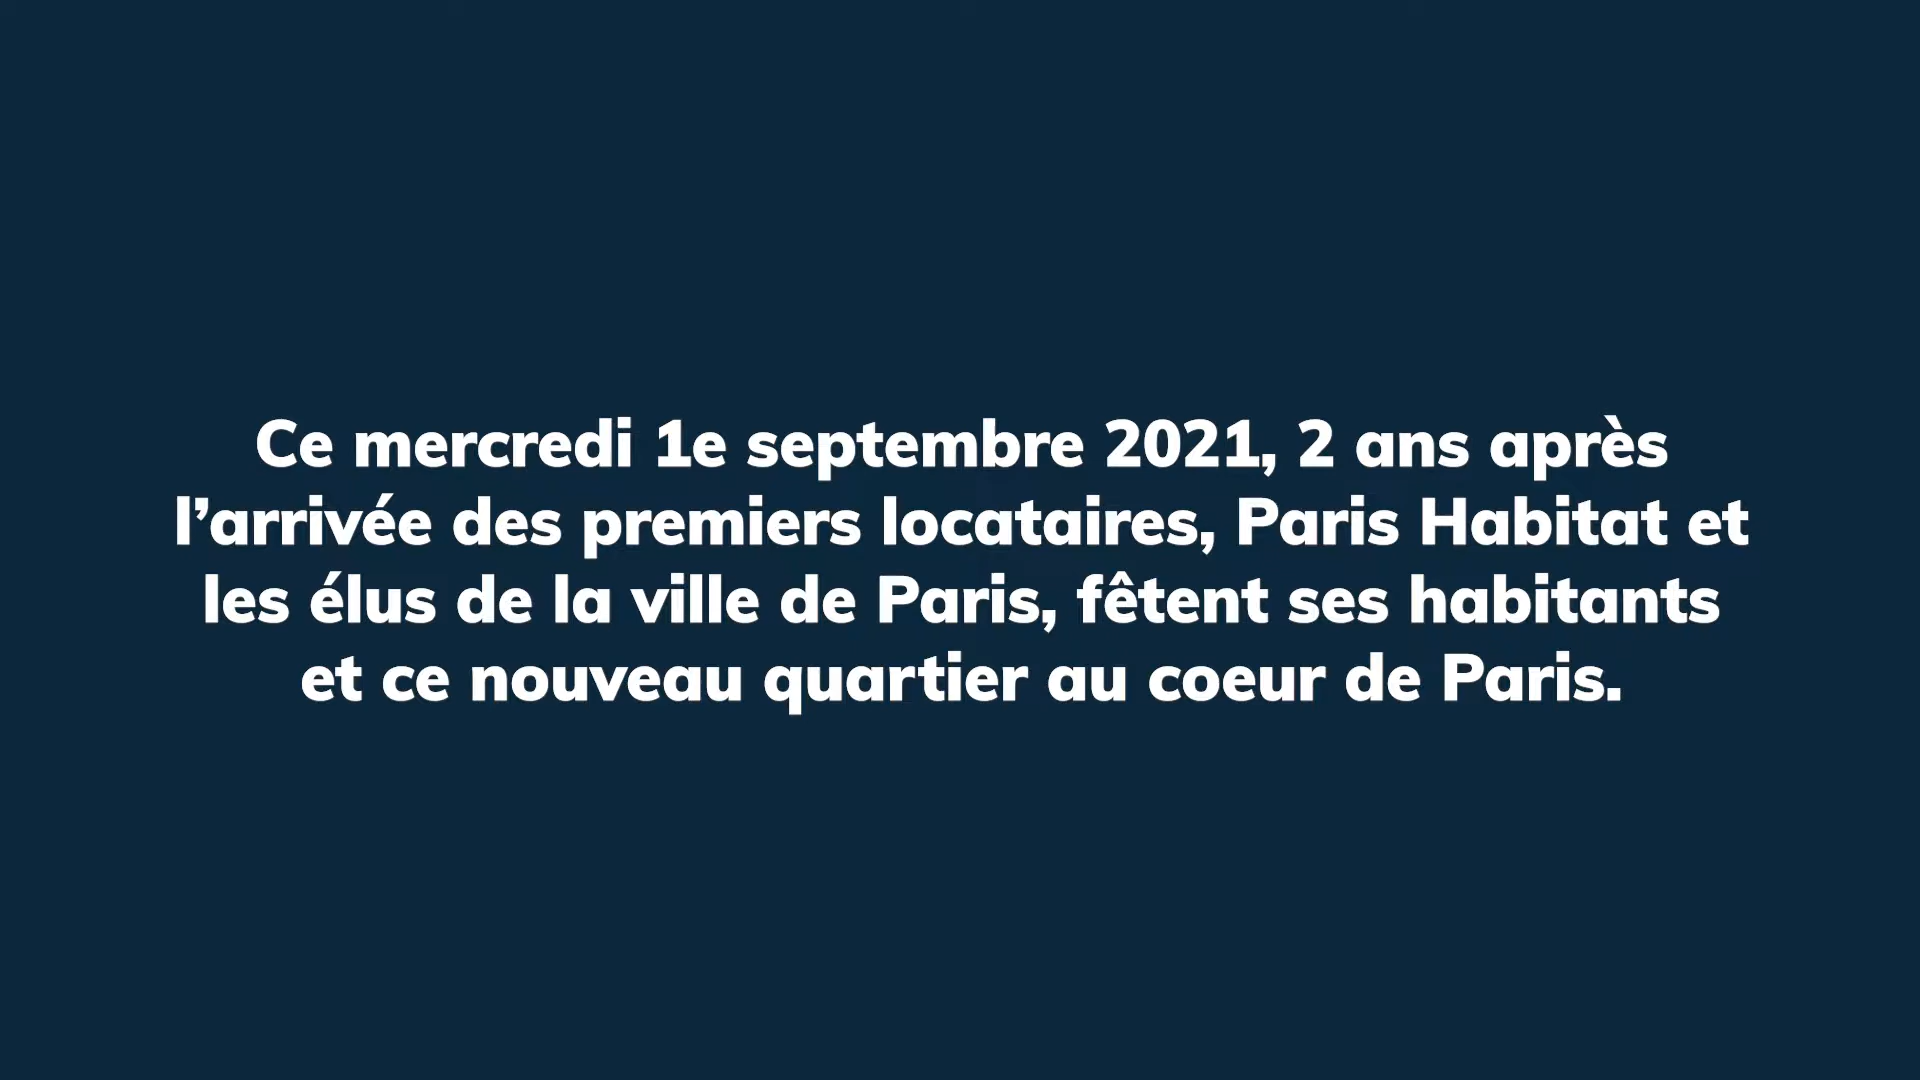 Ce mercredi 1e septembre 2021, 2 ans après
l’arrivée des premiers locataires, Paris Habitat et
les élus de la ville de Paris, fêtent ses habitants
et ce nouveau quartier au coeur de Paris.